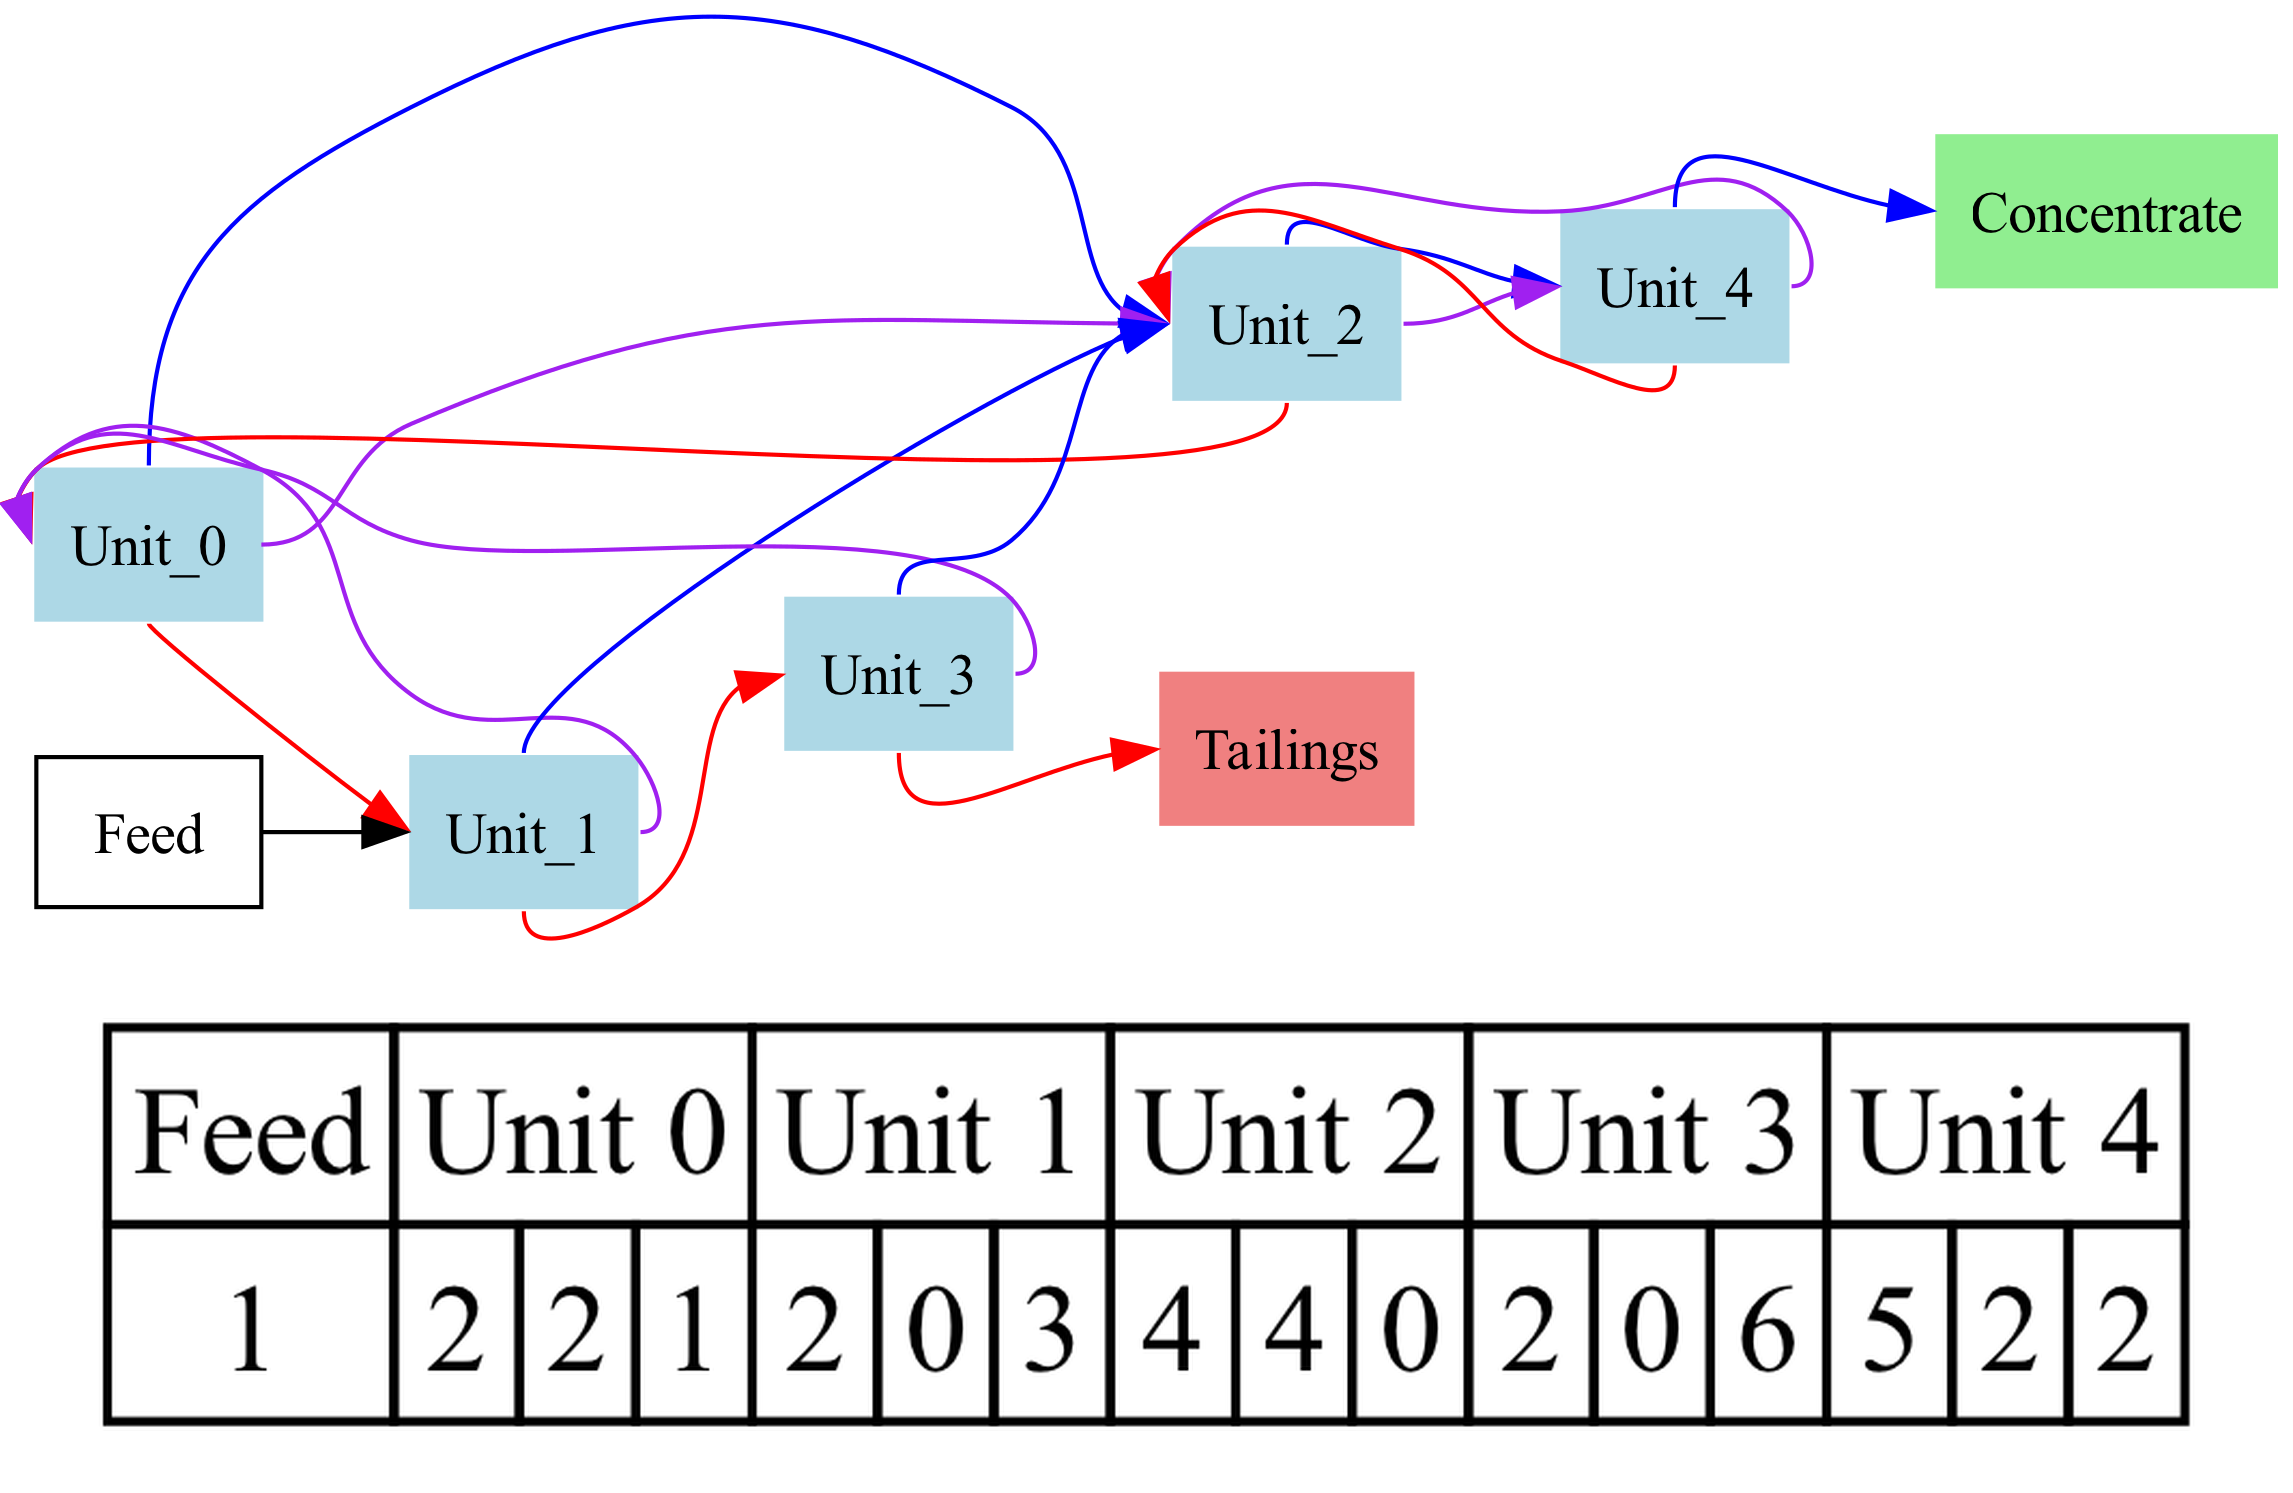 Concentrate
Unit_4
Unit_2
Unit_0
Unit_3
Tailings
Feed
Unit_1
Feed Unit 0 Unit 1 Unit 2 Unit 3 Unit 4
1 2 2 1 2 0 3 4 4 0 2 0 6 5 2 2